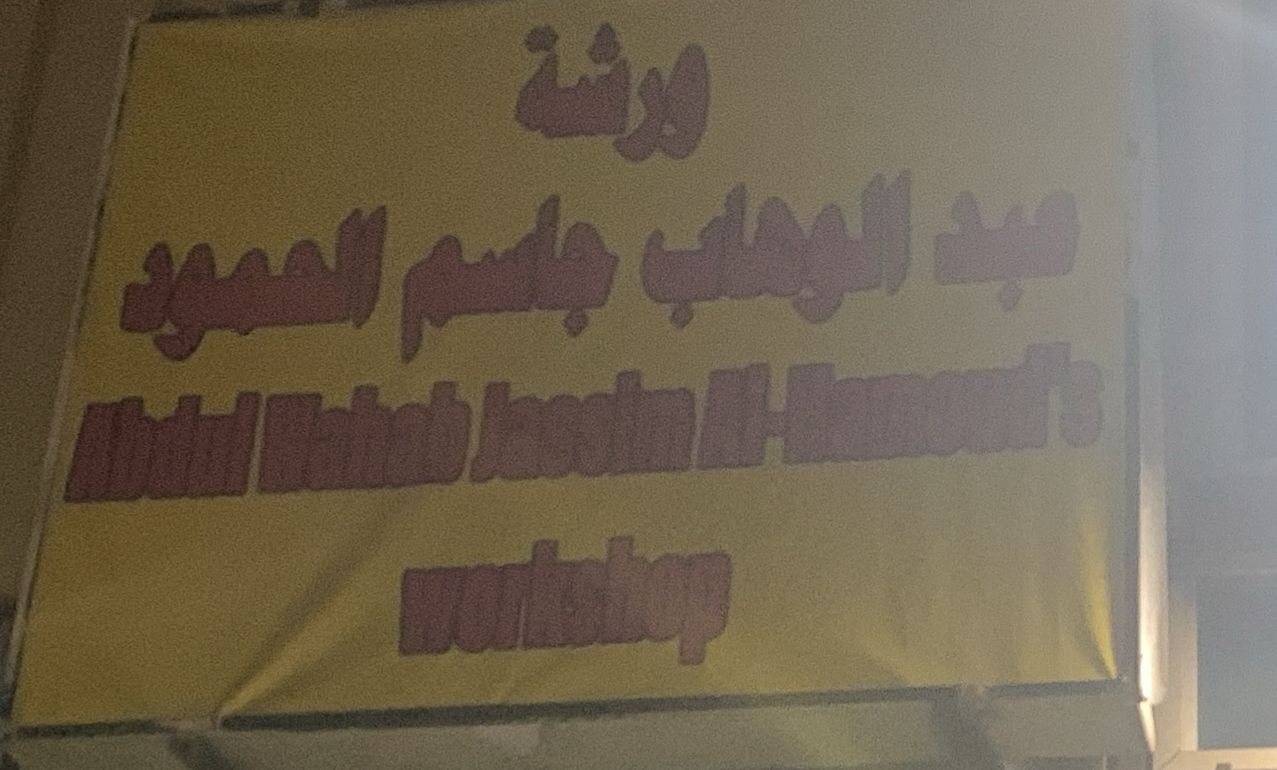 ورشة
عبد الوهاب جاسم الحمود
Abdul Wahab Jassim Al-Hamoud's
workshop